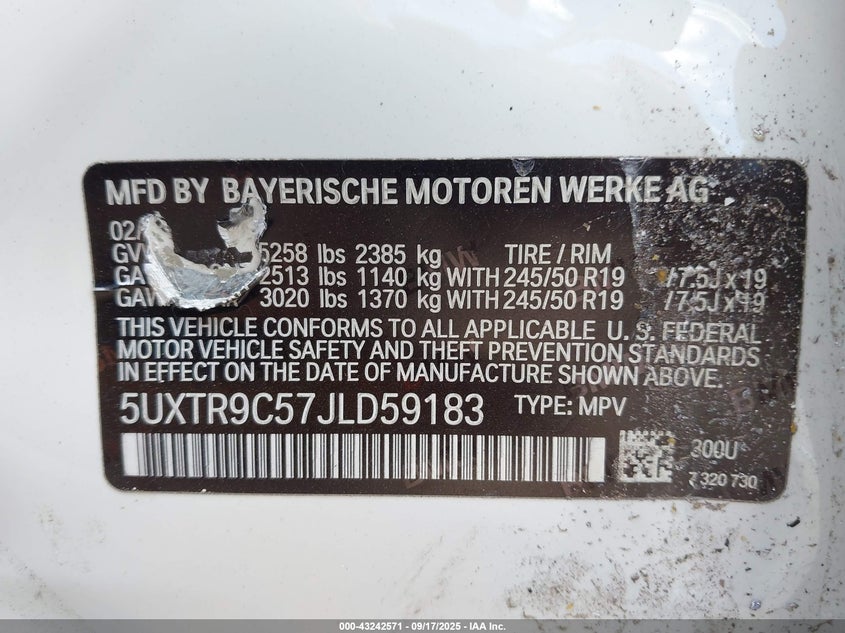 MFD BY BAYERISCHE MOTOREN WERKE AG
02/
5258 lbs 2385 kg TIRE / RIM
2513 lbs 1140 kg WITH 245/50 R19 /7.5J x 19
3020 lbs 1370 kg WITH 245/50 R19 /7.5J x 19
THIS VEHICLE CONFORMS TO ALL APPLICABLE U. S. FEDERAL
MOTOR VEHICLE SAFETY AND THEFT PREVENTION STANDARDS
IN EFFECT ON THE DATE OF MANUFACTURE SHOWN ABOVE.
5UXTR9C57JLD59183 TYPE: MPV
300U
7 320 730
000-43242571 - 09/17/2025 - IAA Inc.